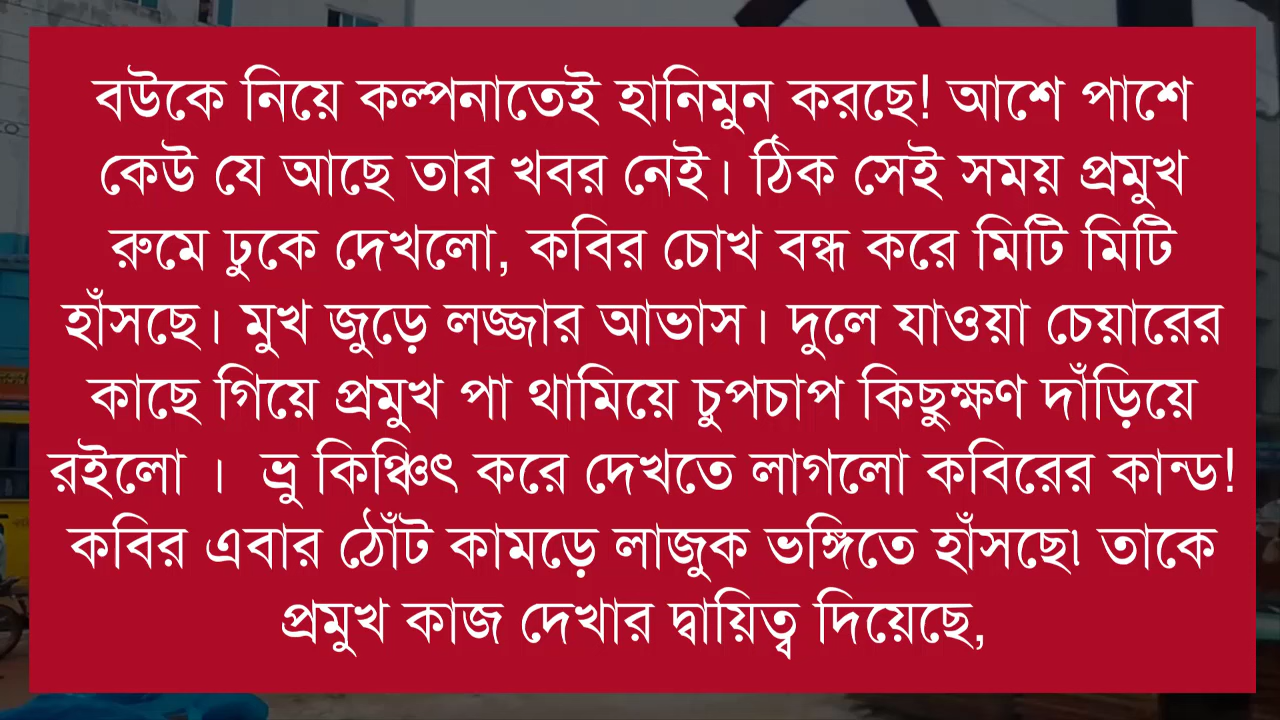 বউকে নিয়ে কল্পনাতেই হানিমুন করছে! আশে পাশে
কেউ যে আছে তার খবর নেই। ঠিক সেই সময় প্রমুখ
রুমে ঢুকে দেখলো, কবির চোখ বন্ধ করে মিটি মিটি
হাঁসছে। মুখ জুড়ে লজ্জার আভাস। দুলে যাওয়া চেয়ারের
কাছে গিয়ে প্রমুখ পা থামিয়ে চুপচাপ কিছুক্ষণ দাঁড়িয়ে
রইলো । ভ্রু কিঞ্চিৎ করে দেখতে লাগলো কবিরের কান্ড!
কবির এবার ঠোঁট কামড়ে লাজুক ভঙ্গিতে হাঁসছে৷ তাকে
প্রমুখ কাজ দেখার দ্বায়িত্ব দিয়েছে,